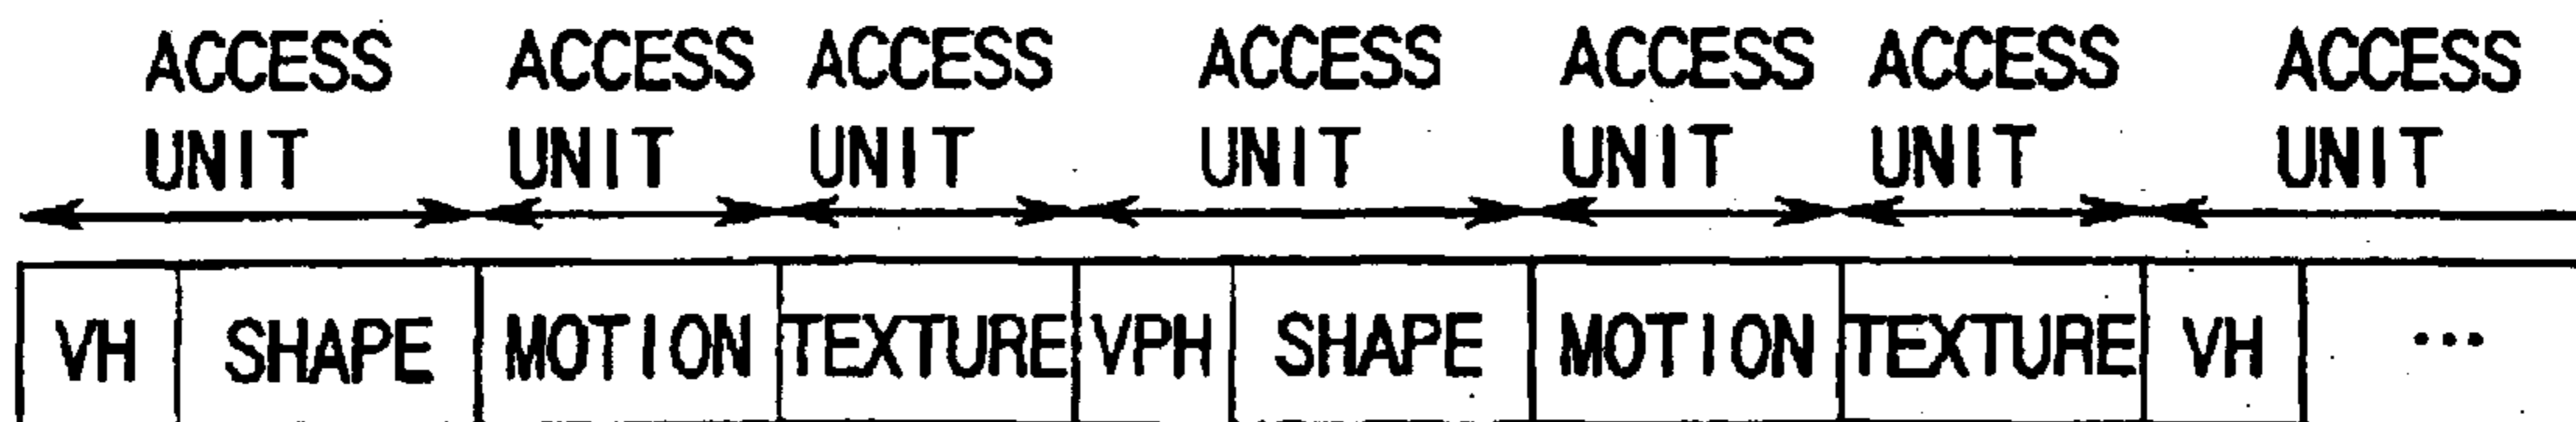 ACCESS ACCESS ACCESS ACCESS ACCESS ACCESS ACCESS
UNIT UNIT UNIT UNIT UNIT UNIT UNIT
VH SHAPE MOTION TEXTURE VPH SHAPE MOTION TEXTURE VH ...